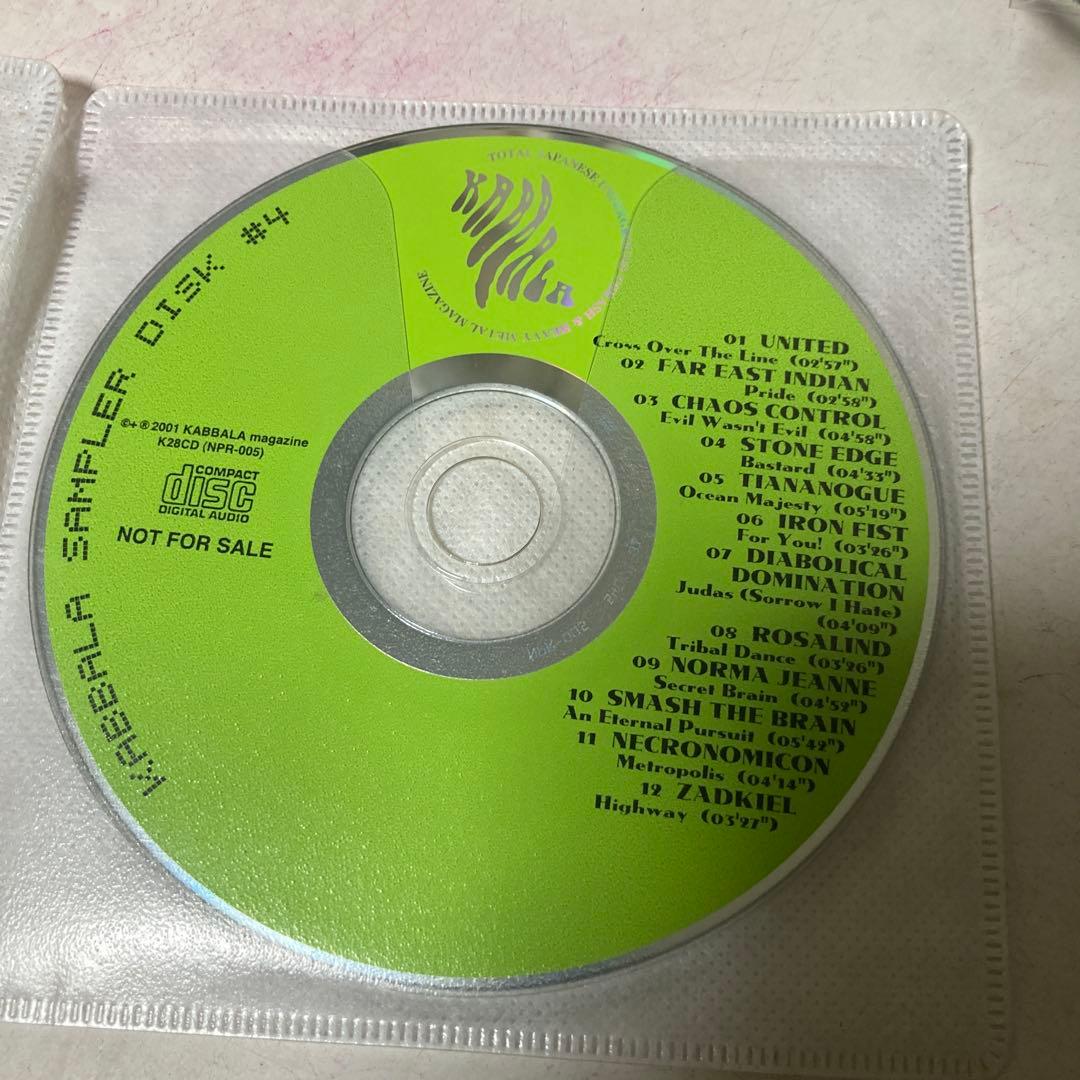 KABBALA SAMPLER DISK #4
TOTAL JAPANESE
& HEAVY METAL MAGAZINE
KABBALA
©+℗ 2001 KABBALA magazine
K28CD (NPR-005)
COMPACT
disc
DIGITAL AUDIO
NOT FOR SALE
01 UNITED
Cross Over The Line (02'57")
02 FAR EAST INDIAN
Pride (02'58")
03 CHAOS CONTROL
Evil Wasn't Evil (04'58")
04 STONE EDGE
Bastard (04'33")
05 TIANANOGUE
Ocean Majesty (05'19")
06 IRON FIST
For You! (03'26")
07 DIABOLICAL
DOMINATION
Judas (Sorrow I Hate)
(04'09")
08 ROSALIND
Tribal Dance (03'26")
09 NORMA JEANNE
Secret Brain (04'52")
10 SMASH THE BRAIN
An Eternal Pursuit (05'42")
11 NECRONOMICON
Metropolis (04'14")
12 ZADKIEL
Highway (03'27")